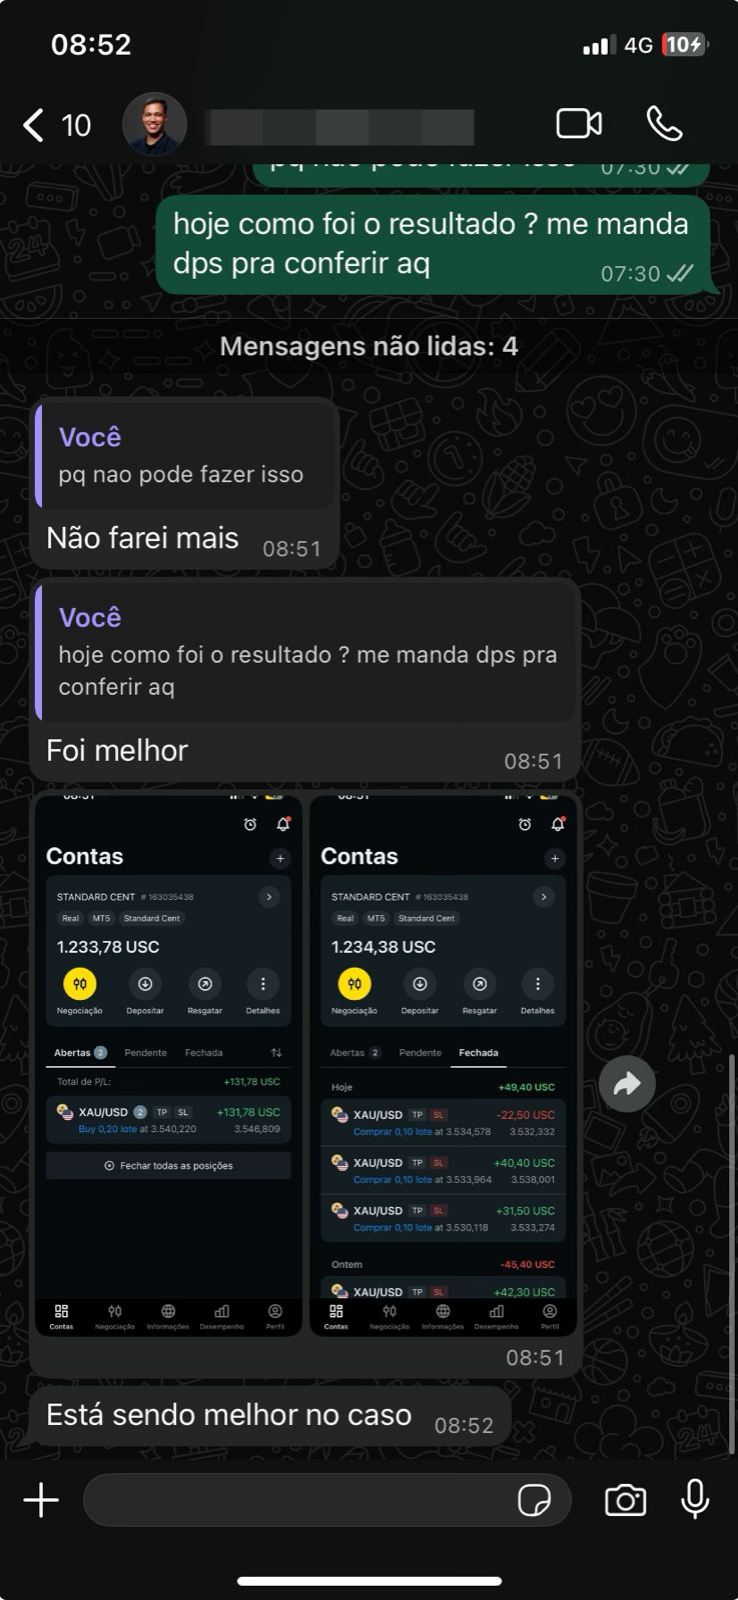 08:52
4G
10
10
07:30
hoje como foi o resultado ? me manda
dps pra conferir aq
07:30
Mensagens não lidas: 4
Você
pq nao pode fazer isso
Não farei mais
08:51
Você
hoje como foi o resultado ? me manda dps pra
conferir aq
Foi melhor
08:51
Contas
+
STANDARD CENT # 163035438
Real MT5 Standard Cent
1.233,78 USC
Negociação Depositar Resgatar Detalhes
Abertas 2 Pendente Fechada
Total de P/L: +131,78 USC
XAU/USD 2 TP SL +131,78 USC
Buy 0,20 lote at 3.540,220 3.546,809
Fechar todas as posições
Contas Negociação Informações Desempenho Perfil
Contas
+
STANDARD CENT # 163035438
Real MT5 Standard Cent
1.234,38 USC
Negociação Depositar Resgatar Detalhes
Abertas 2 Pendente Fechada
Hoje +49,40 USC
XAU/USD TP SL -22,50 USC
Comprar 0,10 lote at 3.534,578 3.532,332
XAU/USD TP SL +40,40 USC
Comprar 0,10 lote at 3.533,964 3.538,001
XAU/USD TP SL +31,50 USC
Comprar 0,10 lote at 3.530,118 3.533,274
Ontem -45,40 USC
XAU/USD TP SL +42,30 USC
Contas Negociação Informações Desempenho Perfil
08:51
Está sendo melhor no caso
08:52